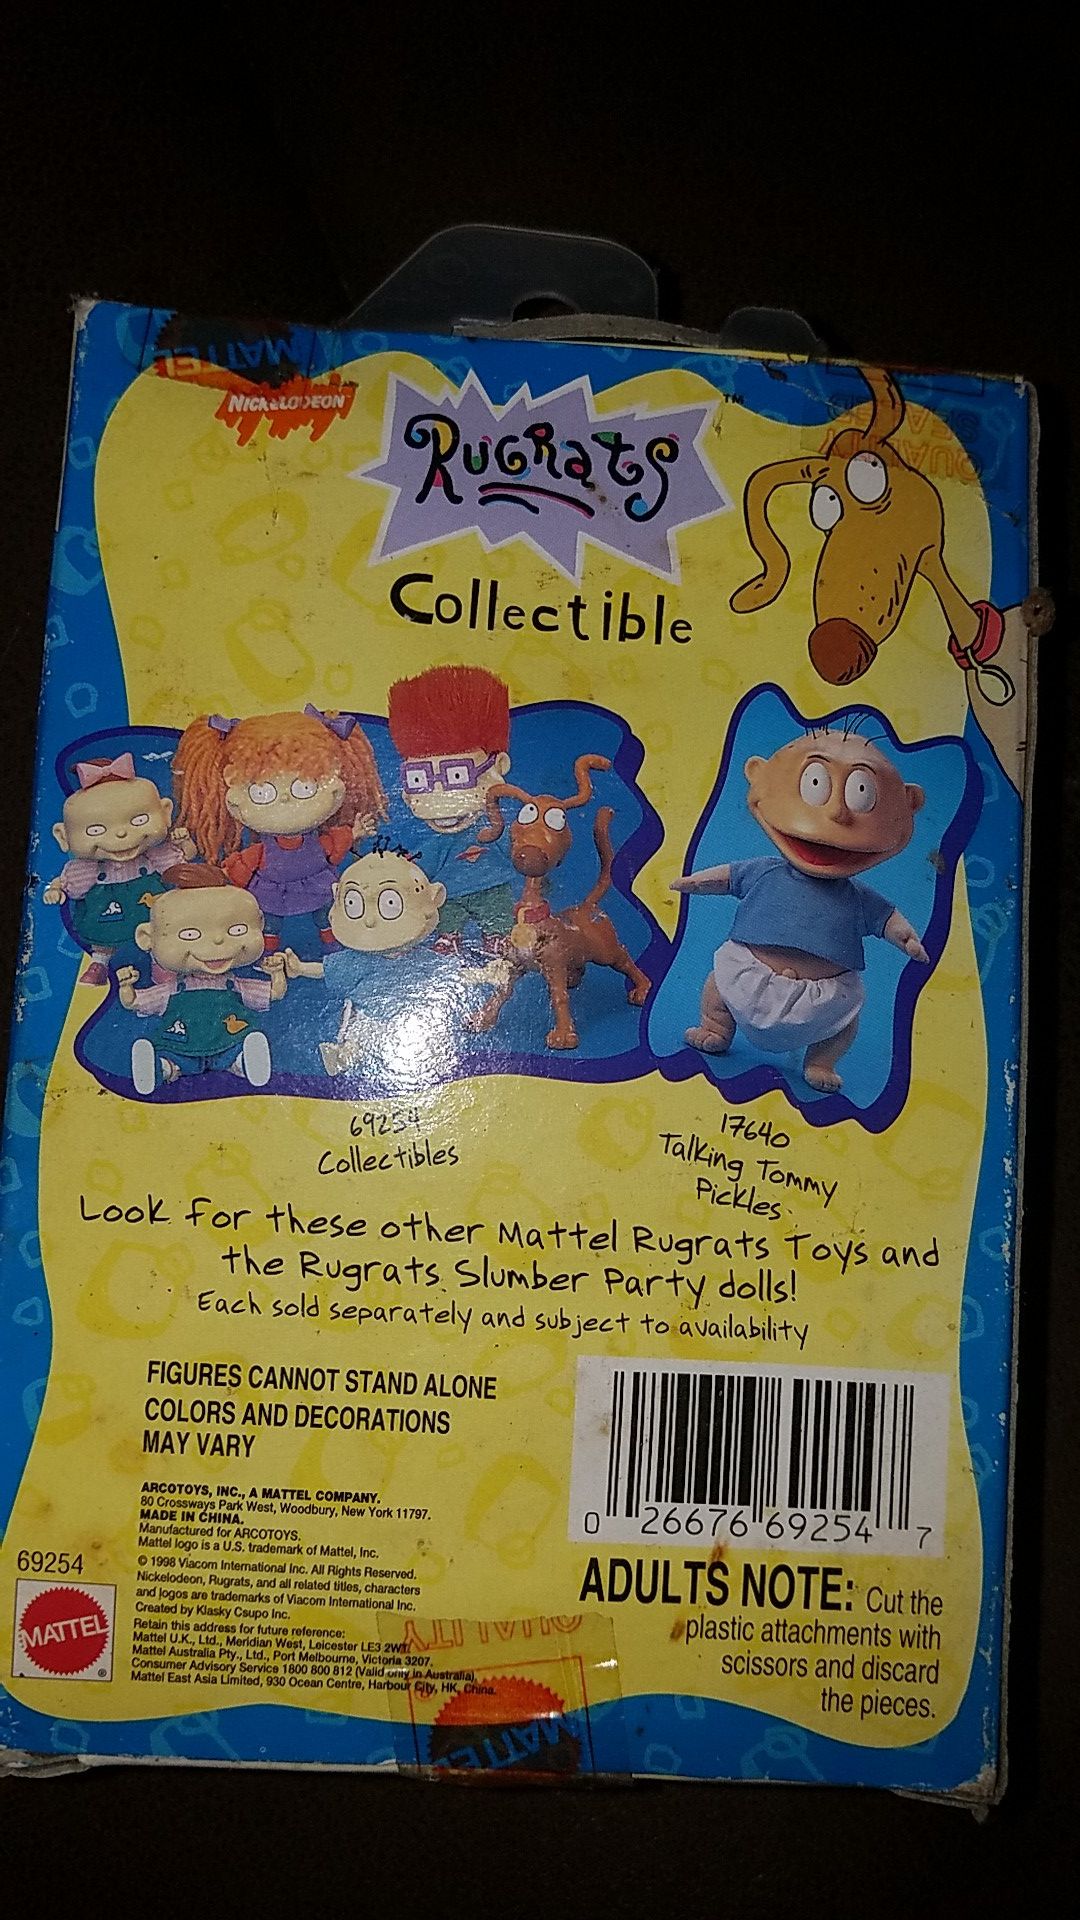 MATTEL
NICKELODEON
RUGRATS
TM
QUALITY
SEALED
Collectible
69254
Collectibles
17640
Talking Tommy
Pickles
Look for these other Mattel Rugrats Toys and
the Rugrats Slumber Party dolls!
Each sold separately and subject to availability
FIGURES CANNOT STAND ALONE
COLORS AND DECORATIONS
MAY VARY
ARCOTOYS, INC., A MATTEL COMPANY.
80 Crossways Park West, Woodbury, New York 11797.
MADE IN CHINA.
Manufactured for ARCOTOYS.
Mattel logo is a U.S. trademark of Mattel, Inc.
© 1998 Viacom International Inc. All Rights Reserved.
Nickelodeon, Rugrats, and all related titles, characters
and logos are trademarks of Viacom International Inc.
Created by Klasky Csupo Inc.
Retain this address for future reference:
Mattel U.K., Ltd., Meridian West, Leicester LE3 2WT/
Mattel Australia Pty., Ltd., Port Melbourne, Victoria 3207.
Consumer Advisory Service 1800 800 812 (Valid only in Australia).
Mattel East Asia Limited, 930 Ocean Centre, Harbour City, HK, China.
69254
MATTEL
®
0 26676 69254 7
ADULTS NOTE: Cut the
plastic attachments with
scissors and discard
the pieces.
QUALITY
MATTEL